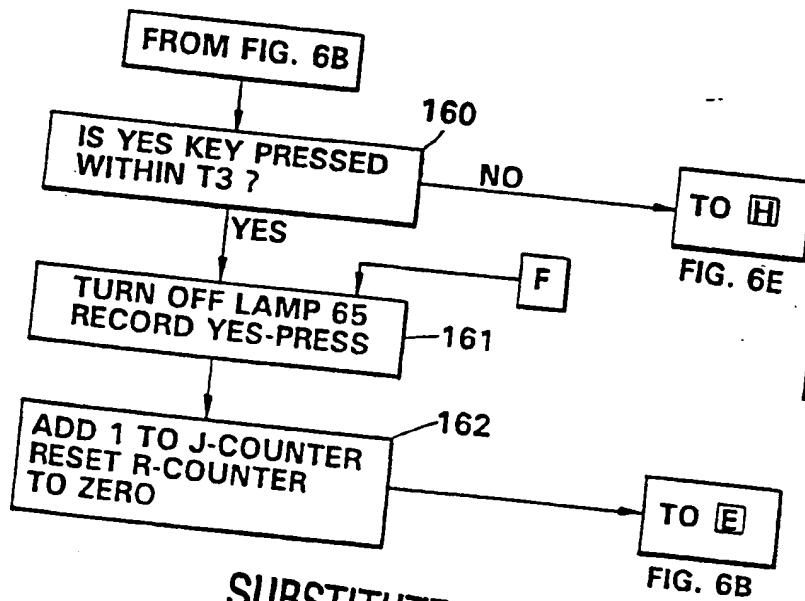 FROM FIG. 6B
160
IS YES KEY PRESSED
WITHIN T3 ?
NO
TO H
FIG. 6E
YES
F
TURN OFF LAMP 65
RECORD YES-PRESS
161
162
ADD 1 TO J-COUNTER
RESET R-COUNTER
TO ZERO
TO E
FIG. 6B
SUBSTITUTE